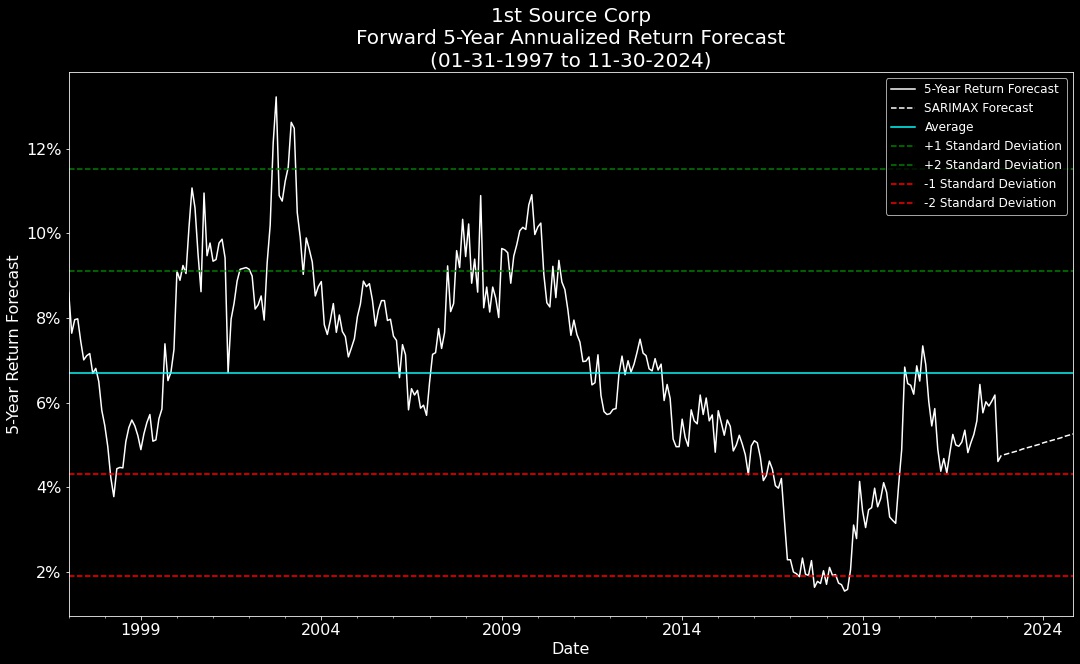 1st Source Corp
Forward 5-Year Annualized Return Forecast
(01-31-1997 to 11-30-2024)
5-Year Return Forecast
SARIMAX Forecast
Average
+1 Standard Deviation
+2 Standard Deviation
-1 Standard Deviation
-2 Standard Deviation
5-Year Return Forecast
12%
10%
8%
6%
4%
2%
1999 2004 2009 2014 2019 2024
Date